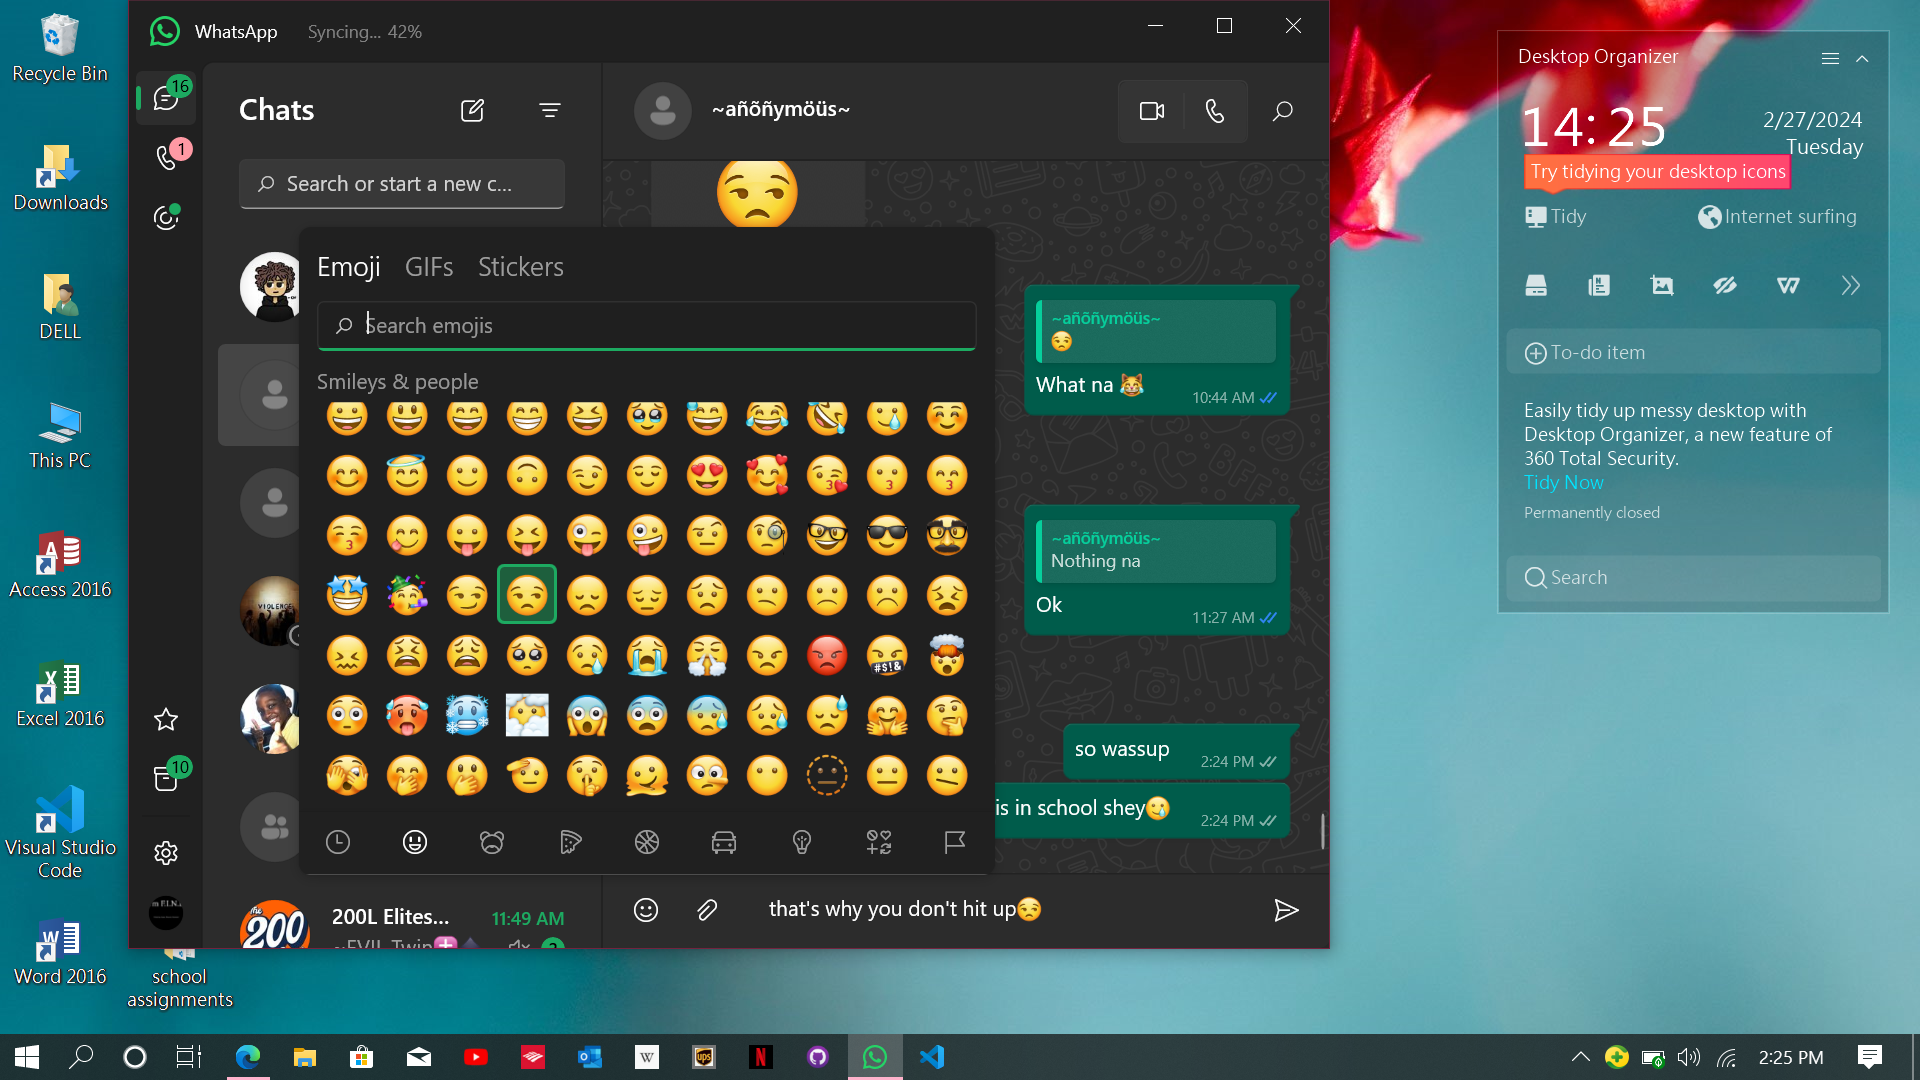 Recycle Bin
Downloads
DELL
This PC
Access 2016
Excel 2016
Visual Studio
Code
Word 2016
school
assignments
WhatsApp
Syncing... 42%
16
1
10
Chats
Search or start a new c...
VIOLENCE
200L Elites...
11:49 AM
~EVIL Twin
The
200
2
~añõñymöüs~
Emoji
GIFs
Stickers
Search emojis
Smileys & people
#$!&
~añõñymöüs~
😒
What na 😹
10:44 AM
~añõñymöüs~
Nothing na
Ok
11:27 AM
so wassup
2:24 PM
is in school shey🥲
2:24 PM
that's why you don't hit up😒
Desktop Organizer
14: 25
2/27/2024
Tuesday
Try tidying your desktop icons
Tidy
Internet surfing
To-do item
Easily tidy up messy desktop with
Desktop Organizer, a new feature of
360 Total Security.
Tidy Now
Permanently closed
Search
W
ups
N
2:25 PM